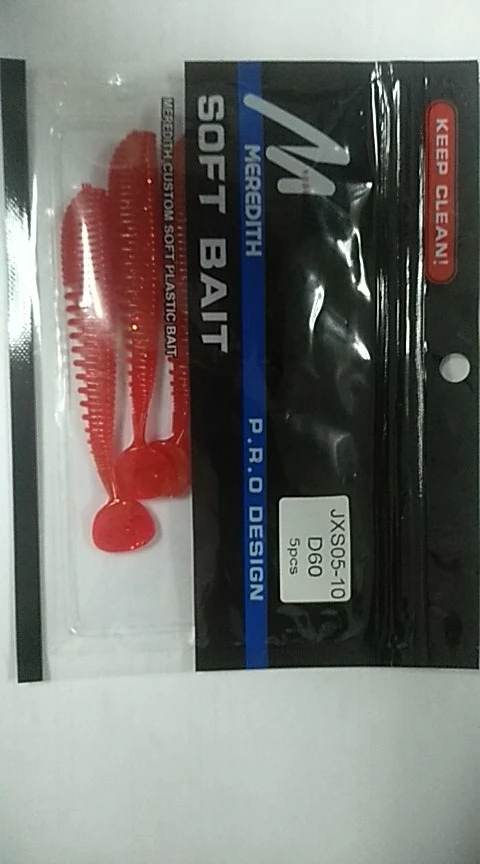 KEEP CLEAN!
MEREDITH
P.R.O DESIGN
SOFT BAIT
MEREDITH CUSTOM SOFT PLASTIC BAIT
JXS05-10
D60
5pcs